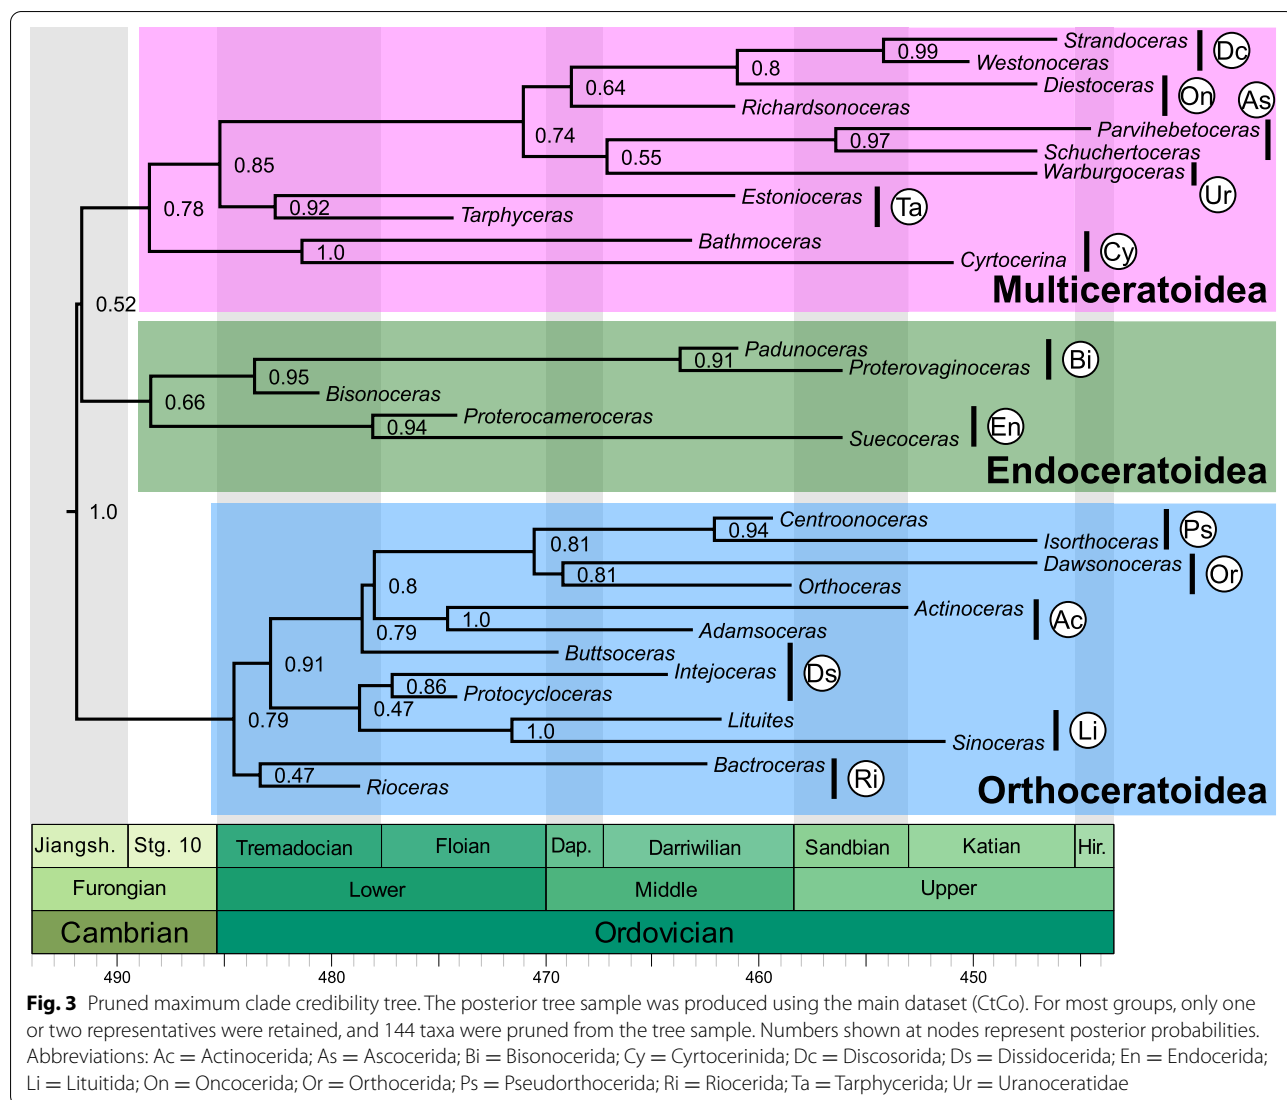 Strandoceras
0.99
Dc
Westonoceras
0.8
Diestoceras
On
As
0.64
Richardsonoceras
0.74
Parvihebetoceras
0.97
Schuchertoceras
0.55
Warburgoceras
Ur
0.85
Estonioceras
0.92
Ta
Tarphyceras
0.78
Bathmoceras
1.0
Cy
Cyrtocerina
Multiceratoidea
0.52
Padunoceras
0.91
Bi
Proterovaginoceras
0.95
Bisonoceras
0.66
Proterocameroceras
0.94
En
Suecoceras
Endoceratoidea
1.0
Centroonoceras
0.94
Ps
Isorthoceras
0.81
Dawsonoceras
0.81
Or
Orthoceras
0.8
Actinoceras
1.0
Ac
Adamsoceras
0.79
Buttsoceras
0.91
Intejoceras
0.86
Ds
Protocycloceras
0.47
Lituites
0.79
1.0
Li
Sinoceras
Bactroceras
0.47
Ri
Rioceras
Orthoceratoidea
Jiangsh. Stg. 10 Tremadocian Floian Dap. Darriwilian Sandbian Katian Hir.
Furongian Lower Middle Upper
Cambrian Ordovician
490 480 470 460 450
Fig. 3 Pruned maximum clade credibility tree. The posterior tree sample was produced using the main dataset (CtCo). For most groups, only one
or two representatives were retained, and 144 taxa were pruned from the tree sample. Numbers shown at nodes represent posterior probabilities.
Abbreviations: Ac = Actinocerida; As = Ascocerida; Bi = Bisonocerida; Cy = Cyrtocerinida; Dc = Discosorida; Ds = Dissidocerida; En = Endocerida;
Li = Lituitida; On = Oncocerida; Or = Orthocerida; Ps = Pseudorthocerida; Ri = Riocerida; Ta = Tarphycerida; Ur = Uranoceratidae